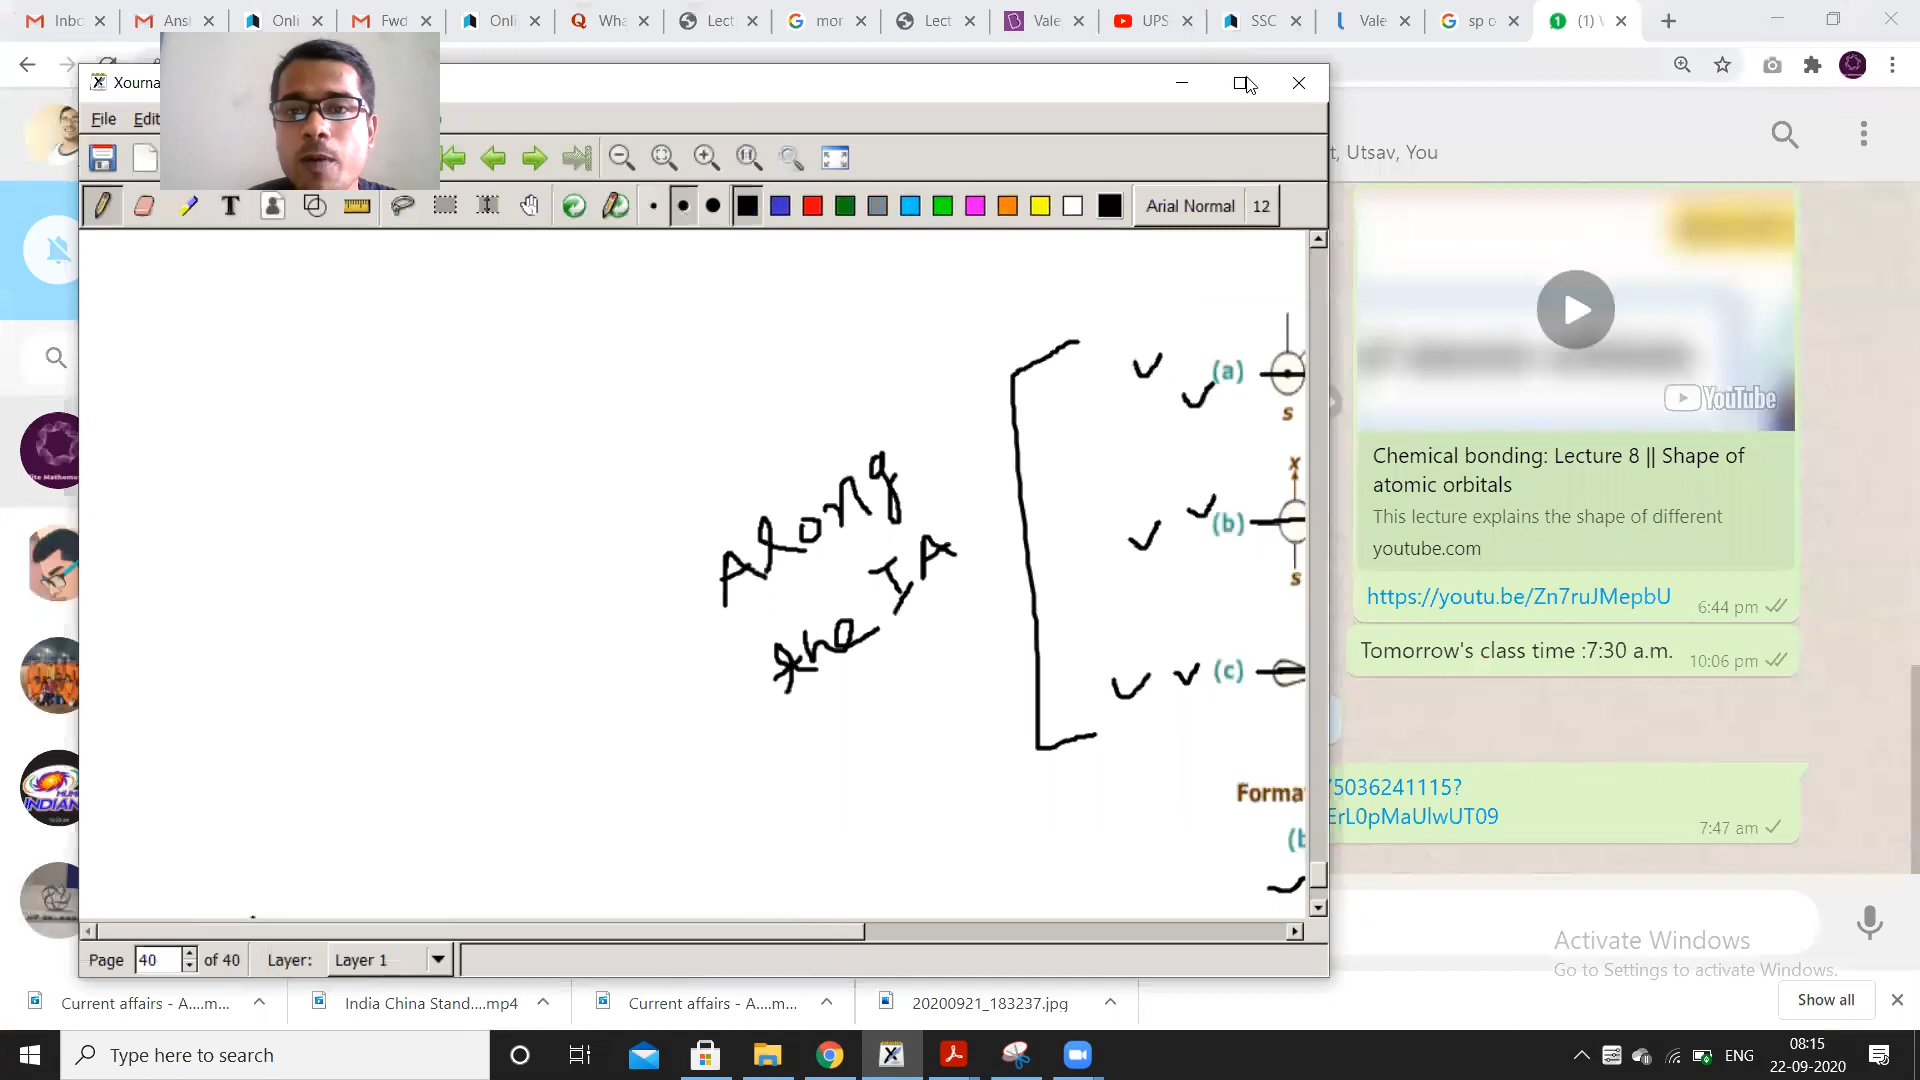 Inbo
Ansh
Onli
Fwd
Onli
Wha
Lect
mor
Lect
Vale
UPS
SSC
Vale
sp o
(1)
Xourna
File Edit
t, Utsav, You
Arial Normal 12
(a)
s
x
(b)
s
(c)
Along
the IA
Forma
(b
YouTube
Chemical bonding: Lecture 8 || Shape of
atomic orbitals
This lecture explains the shape of different
youtube.com
https://youtu.be/Zn7ruJMepbU 6:44 pm
Tomorrow's class time :7:30 a.m. 10:06 pm
75036241115?
ErL0pMaUlwUT09
7:47 am
Activate Windows
Go to Settings to activate Windows.
Page 40 of 40 Layer: Layer 1
Current affairs - A....m...
India China Stand....mp4
Current affairs - A....m...
20200921_183237.jpg
Show all
Type here to search
ENG
08:15
22-09-2020